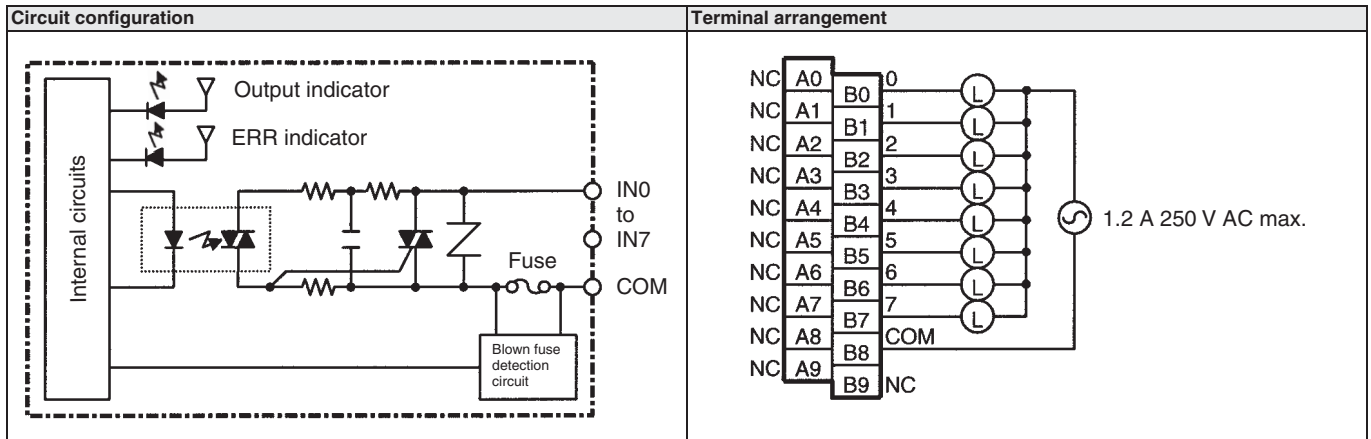 Circuit configuration
Terminal arrangement
Output indicator
ERR indicator
Internal circuits
IN0
to
IN7
Fuse
COM
Blown fuse
detection
circuit
NC A0 B0 0 L
NC A1 B1 1 L
NC A2 B2 2 L
NC A3 B3 3 L
NC A4 B4 4 L
1.2 A 250 V AC max.
NC A5 B5 5 L
NC A6 B6 6 L
NC A7 B7 7 L
NC A8 B8 COM
NC A9 B9 NC